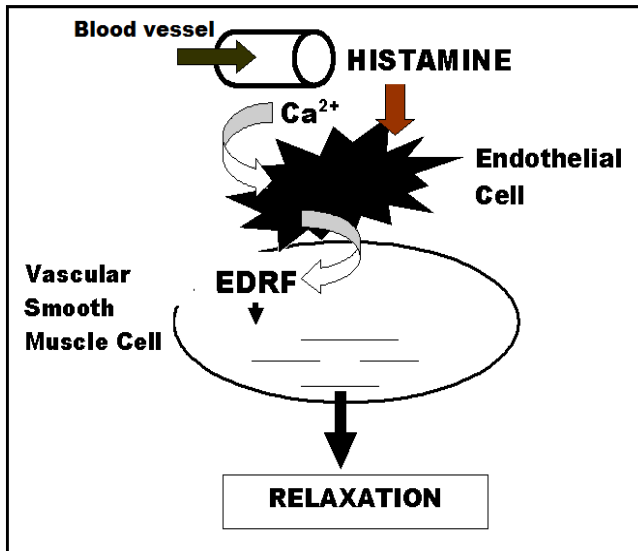 Blood vessel
HISTAMINE
Ca²⁺
Endothelial
Cell
Vascular
Smooth
Muscle Cell
EDRF
RELAXATION